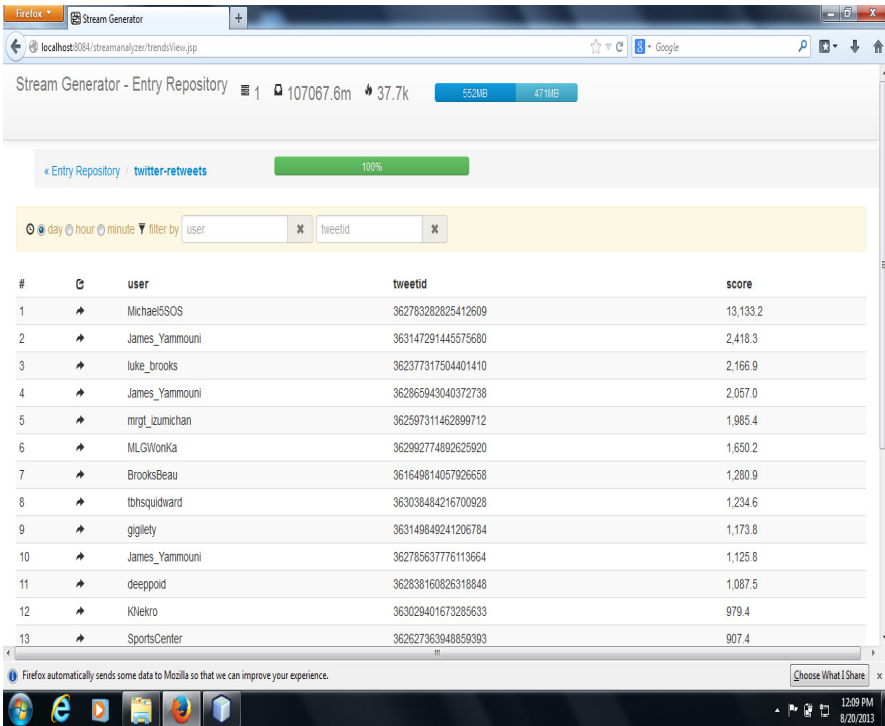 Firefox
Stream Generator
localhost:8084/streamanalyzer/trendsView.jsp
Google
Stream Generator - Entry Repository 1 107067.6m 37.7k 552MB 471MB
« Entry Repository / twitter-retweets 100%
day hour minute filter by user tweetid
# user tweetid score
1 Michael5SOS 362783282825412609 13,133.2
2 James_Yammouni 363147291445575680 2,418.3
3 luke_brooks 362377317504401410 2,166.9
4 James_Yammouni 362865943040372738 2,057.0
5 mrgt_izumichan 362597311462899712 1,985.4
6 MLGWonKa 362992774892625920 1,650.2
7 BrooksBeau 361649814057926658 1,280.9
8 tbhsquidward 363038484216700928 1,234.6
9 gigilety 363149849241206784 1,173.8
10 James_Yammouni 362785637776113664 1,125.8
11 deeppoid 362838160826318848 1,087.5
12 KNekro 363029401673285633 979.4
13 SportsCenter 362627363948859393 907.4
Firefox automatically sends some data to Mozilla so that we can improve your experience. Choose What I Share x
12:09 PM
8/20/2013